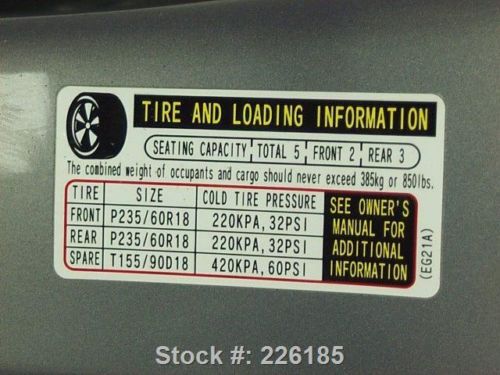 TIRE AND LOADING INFORMATION
SEATING CAPACITY TOTAL 5 FRONT 2 REAR 3
The combined weight of occupants and cargo should never exceed 385kg or 850lbs.
TIRE SIZE COLD TIRE PRESSURE
FRONT P235/60R18 220KPA, 32PSI
REAR P235/60R18 220KPA, 32PSI
SPARE T155/90D18 420KPA, 60PSI
SEE OWNER'S
MANUAL FOR
ADDITIONAL
INFORMATION
(EG21A)
Stock #: 226185